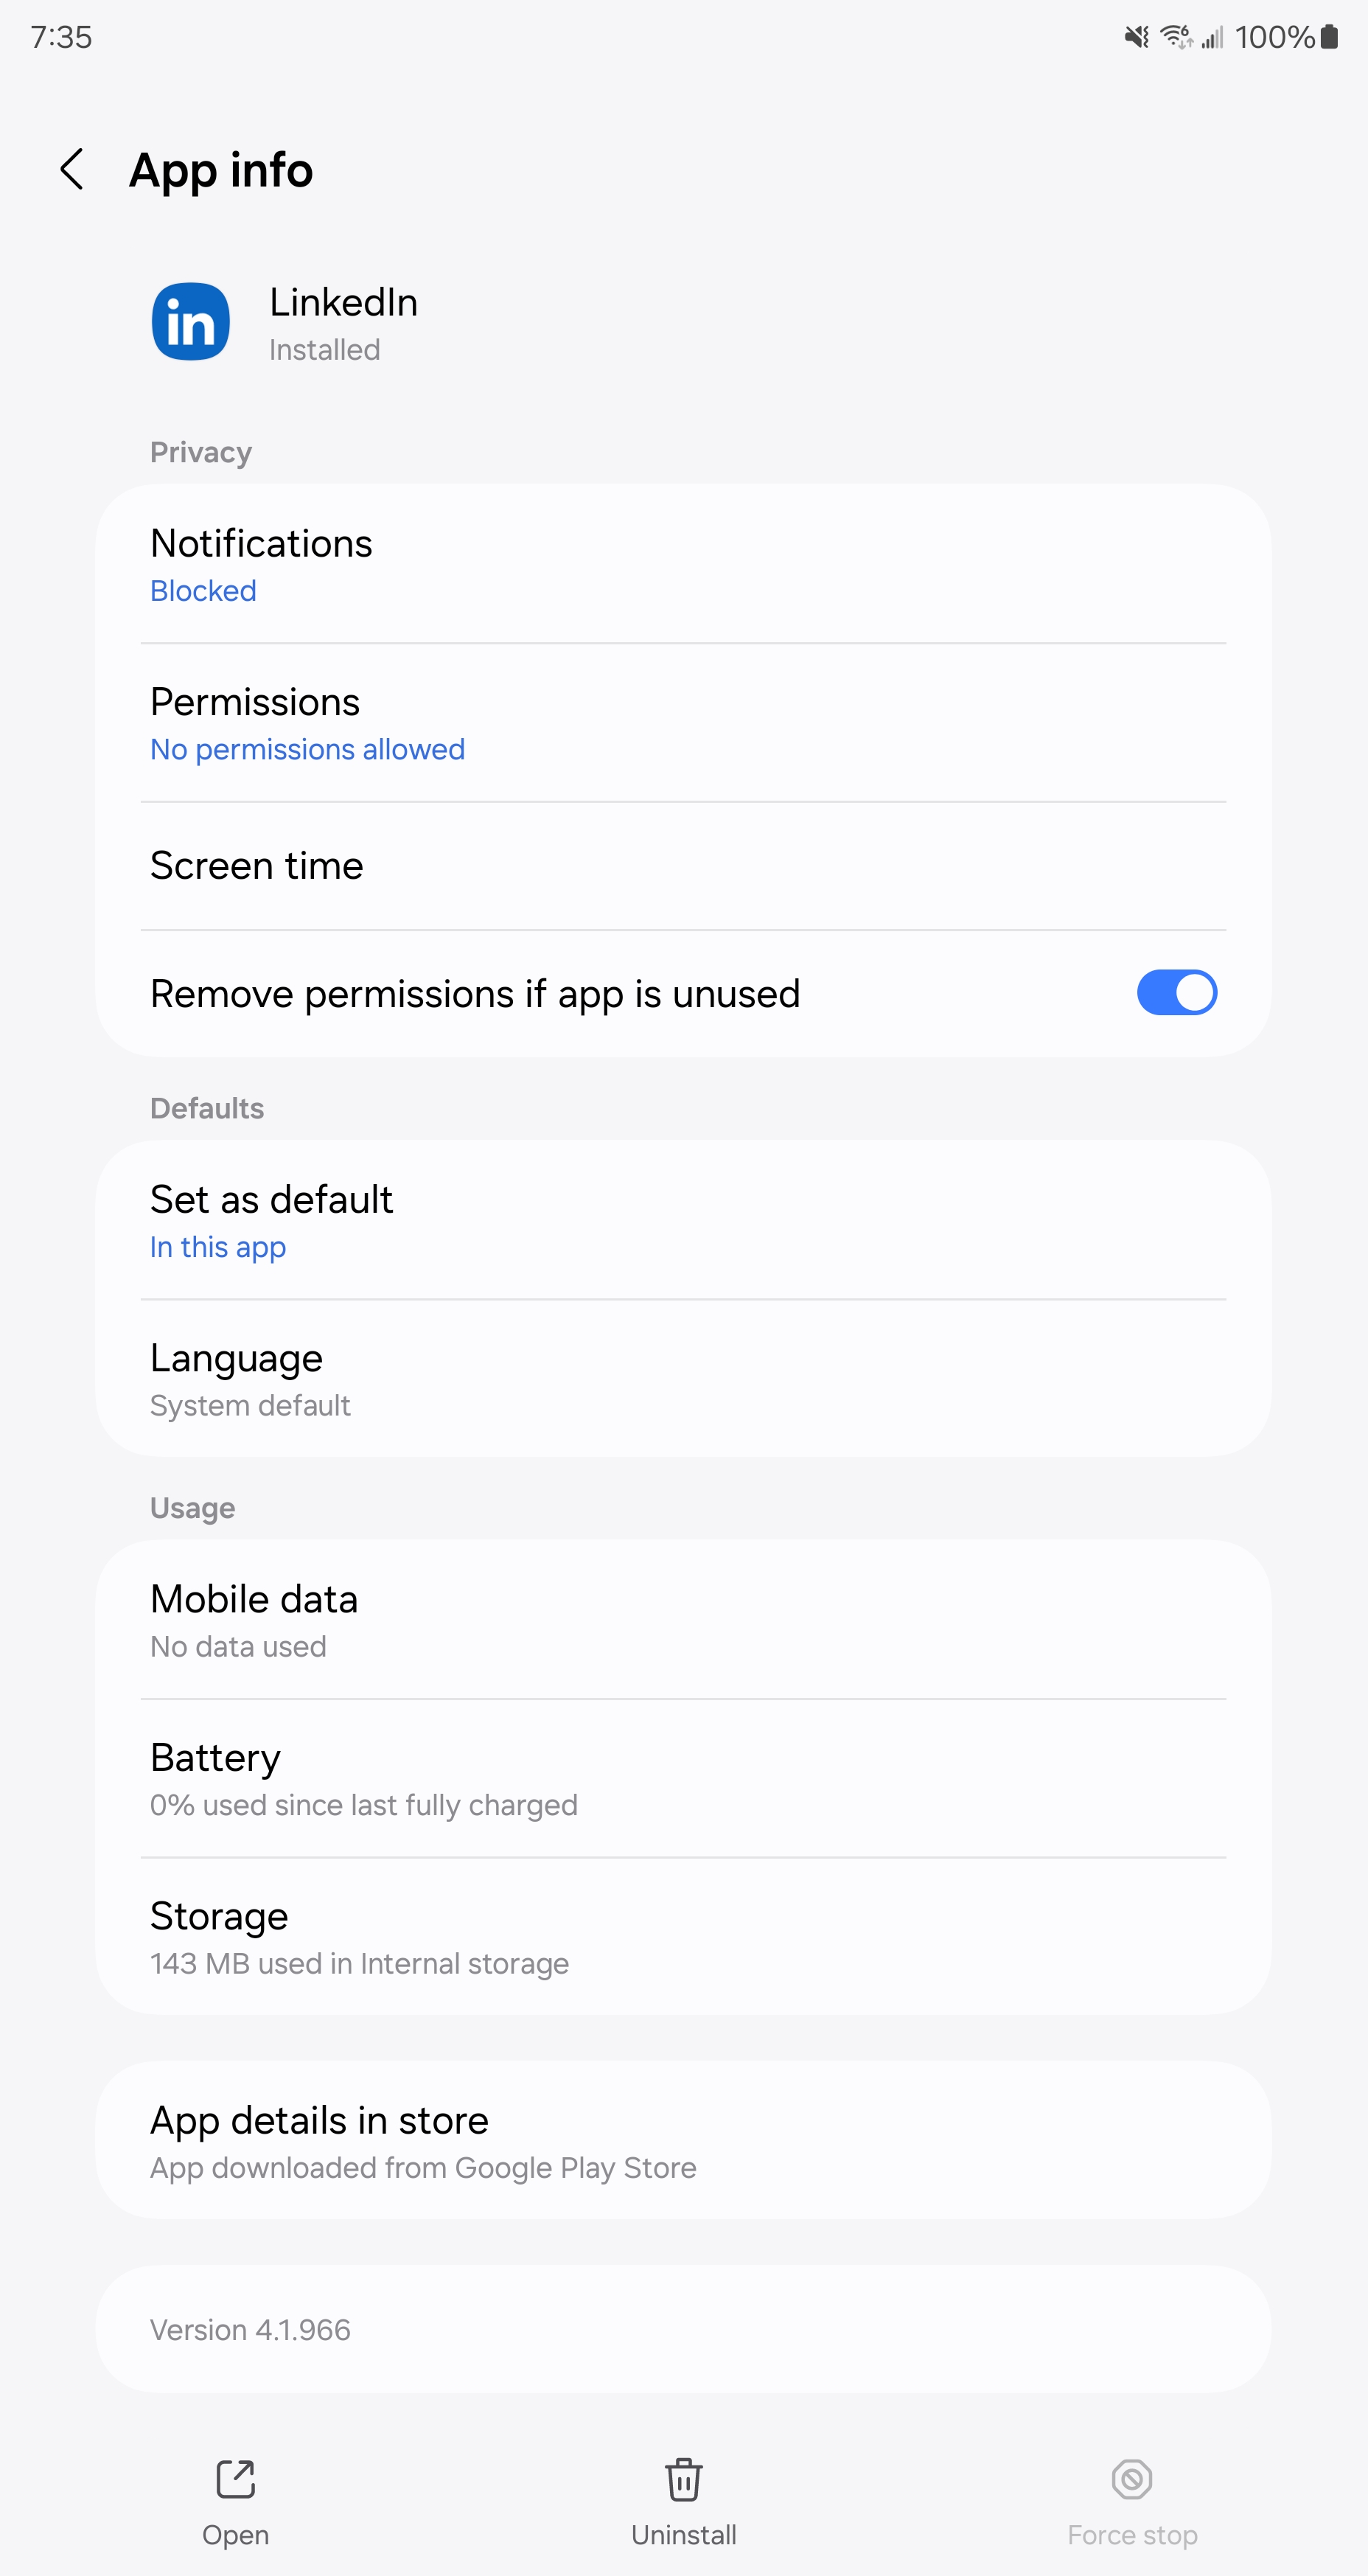 7:35
6
100%
App info
in
LinkedIn
Installed
Privacy
Notifications
Blocked
Permissions
No permissions allowed
Screen time
Remove permissions if app is unused
Defaults
Set as default
In this app
Language
System default
Usage
Mobile data
No data used
Battery
0% used since last fully charged
Storage
143 MB used in Internal storage
App details in store
App downloaded from Google Play Store
Version 4.1.966
Open
Uninstall
Force stop